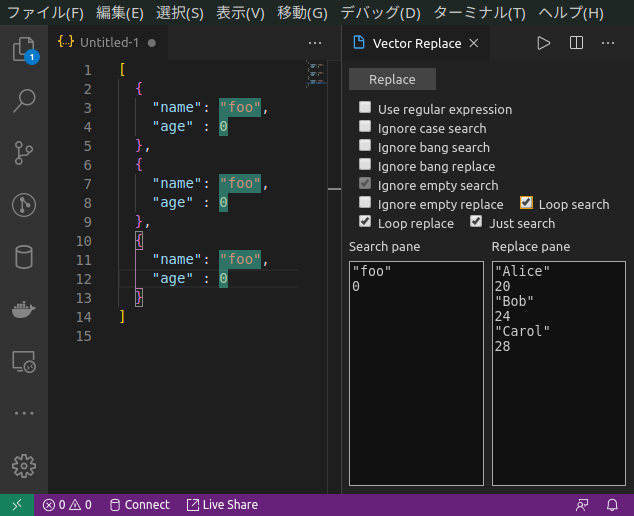 ファイル(F) 編集(E) 選択(S) 表示(V) 移動(G) デバッグ(D) ターミナル(T) ヘルプ(H)
1
{..} Untitled-1
1 [
2 {
3 "name": "foo",
4 "age" : 0
5 },
6 {
7 "name": "foo",
8 "age" : 0
9 },
10 {
11 "name": "foo",
12 "age" : 0
13 }
14 ]
15
Vector Replace
Replace
Use regular expression
Ignore case search
Ignore bang search
Ignore bang replace
Ignore empty search
Ignore empty replace Loop search
Loop replace Just search
Search pane
"foo"
0
Replace pane
"Alice"
20
"Bob"
24
"Carol"
28
0 0 Connect Live Share